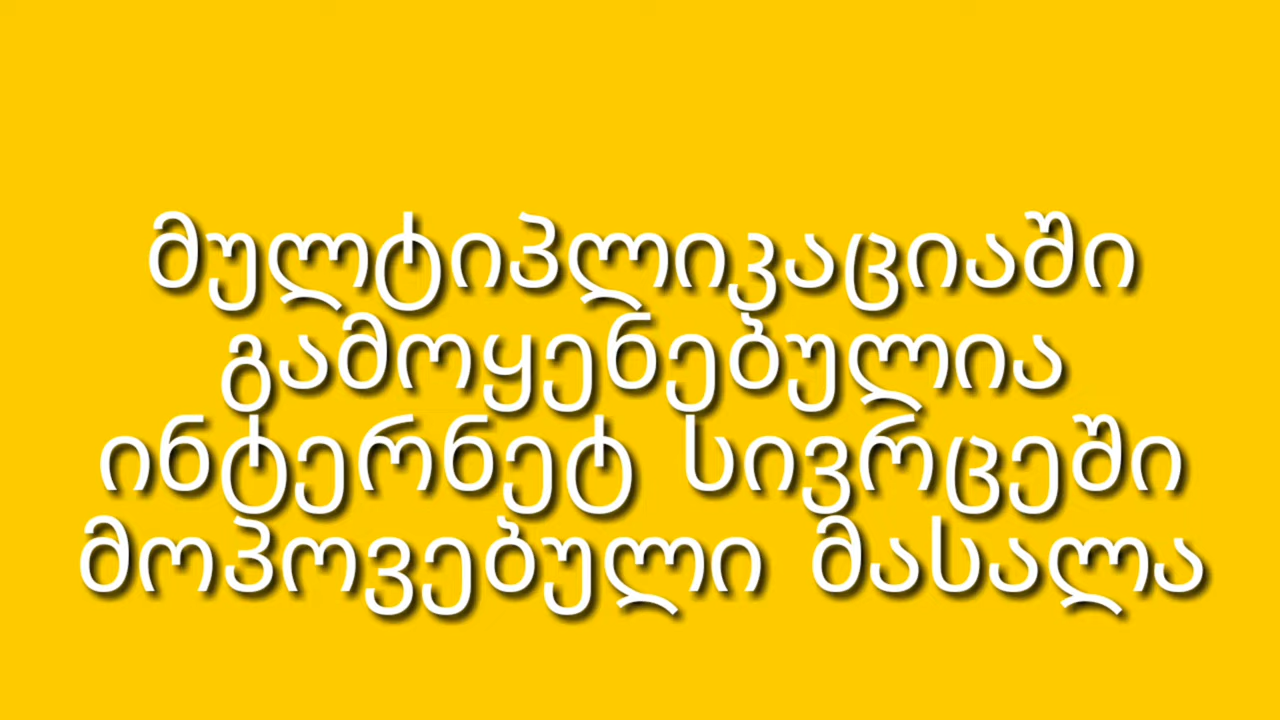 მულტიპლიკაციაში
გამოყენებულია
ინტერნეტ სივრცეში
მოპოვებული მასალა